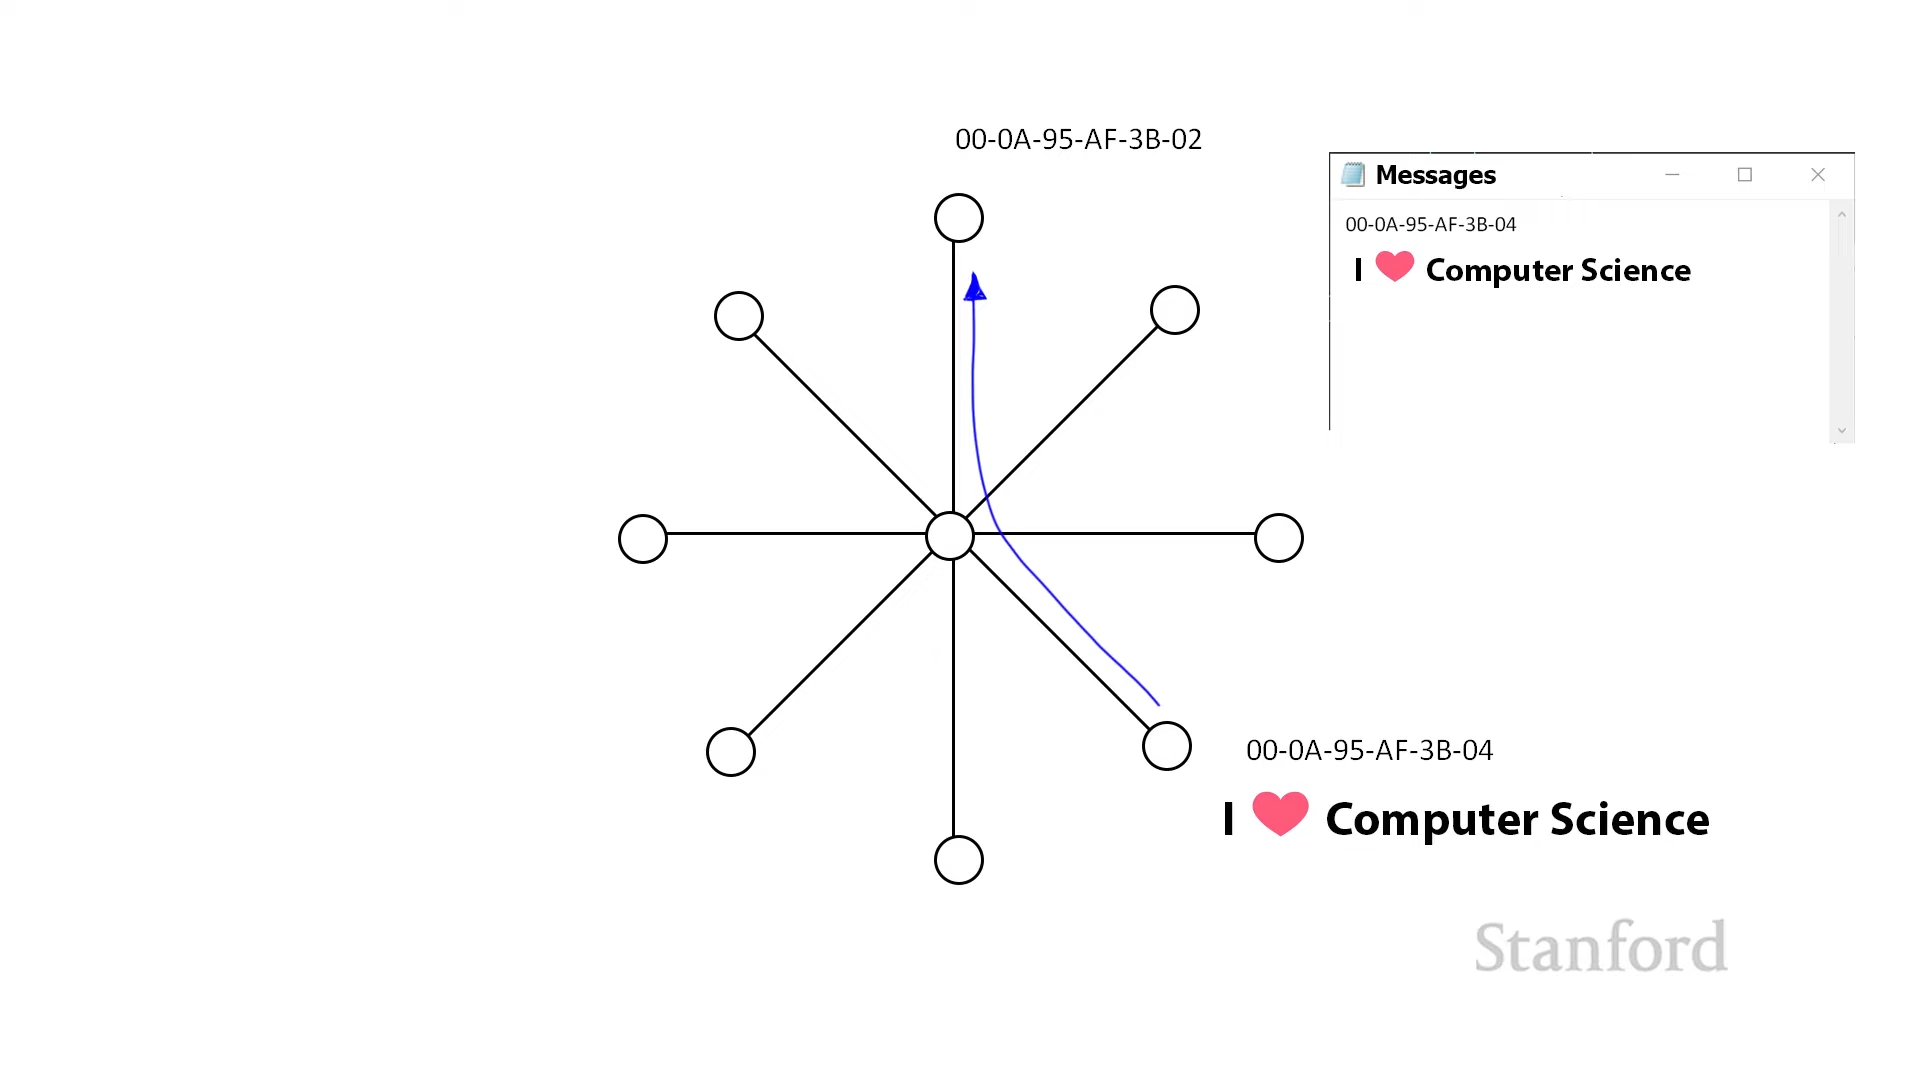 00-0A-95-AF-3B-02
Messages
00-0A-95-AF-3B-04
I ❤ Computer Science
00-0A-95-AF-3B-04
I ❤ Computer Science
Stanford